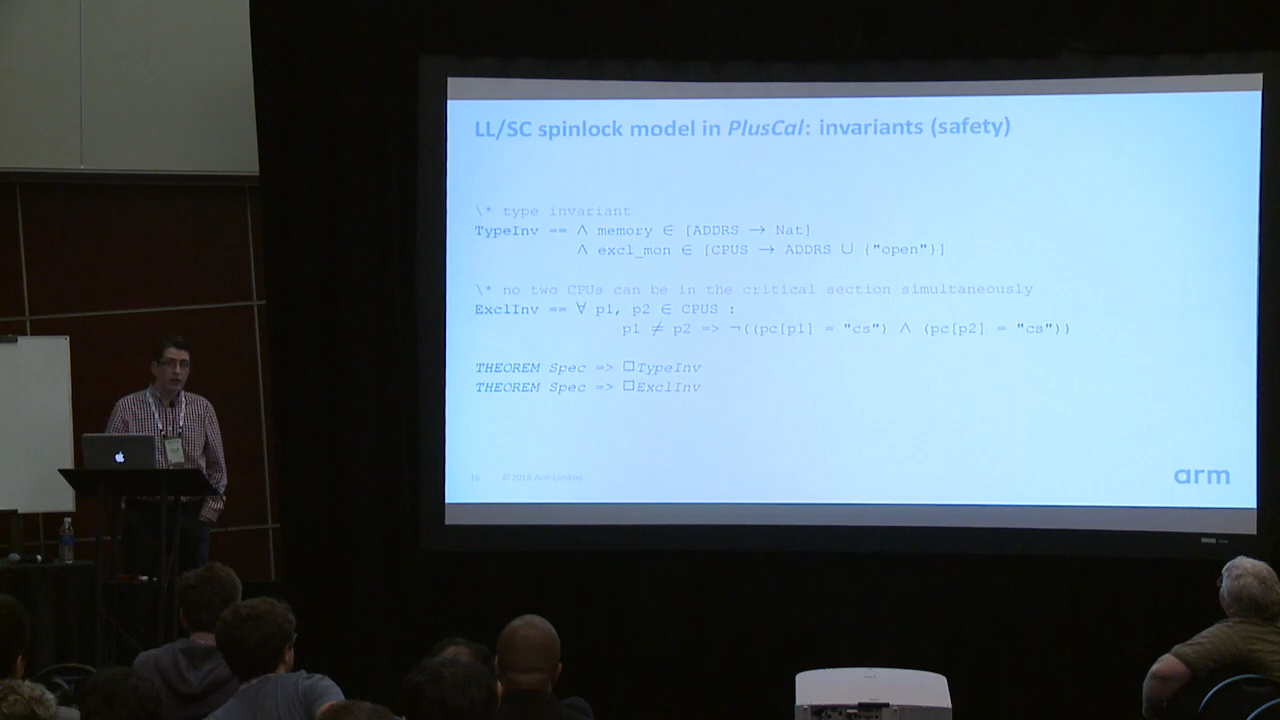 LL/SC spinlock model in PlusCal: invariants (safety)
\* type invariant
TypeInv == ∧ memory ∈ [ADDRS → Nat]
∧ excl_mon ∈ [CPUS → ADDRS ∪ {"open"}]
\* no two CPUs can be in the critical section simultaneously
ExclInv == ∀ p1, p2 ∈ CPUS :
p1 ≠ p2 => ¬((pc[p1] = "cs") ∧ (pc[p2] = "cs"))
THEOREM Spec => □TypeInv
THEOREM Spec => □ExclInv
16 © 2018 Arm Limited
arm